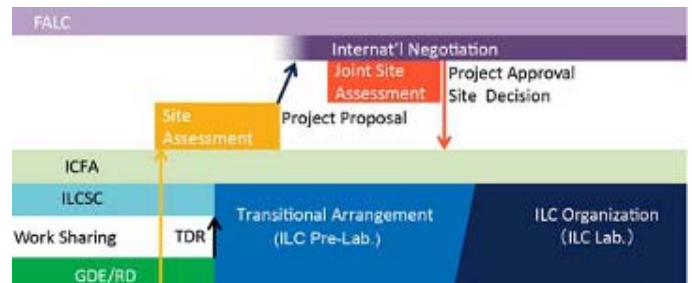 FALC
Internat'l Negotiation
Joint Site
Assessment
Project Approval
Site Decision
Site
Assessment
Project Proposal
ICFA
ILCSC
Transitional Arrangement
(ILC Pre-Lab.)
ILC Organization
(ILC Lab.)
Work Sharing
TDR
GDE/RD